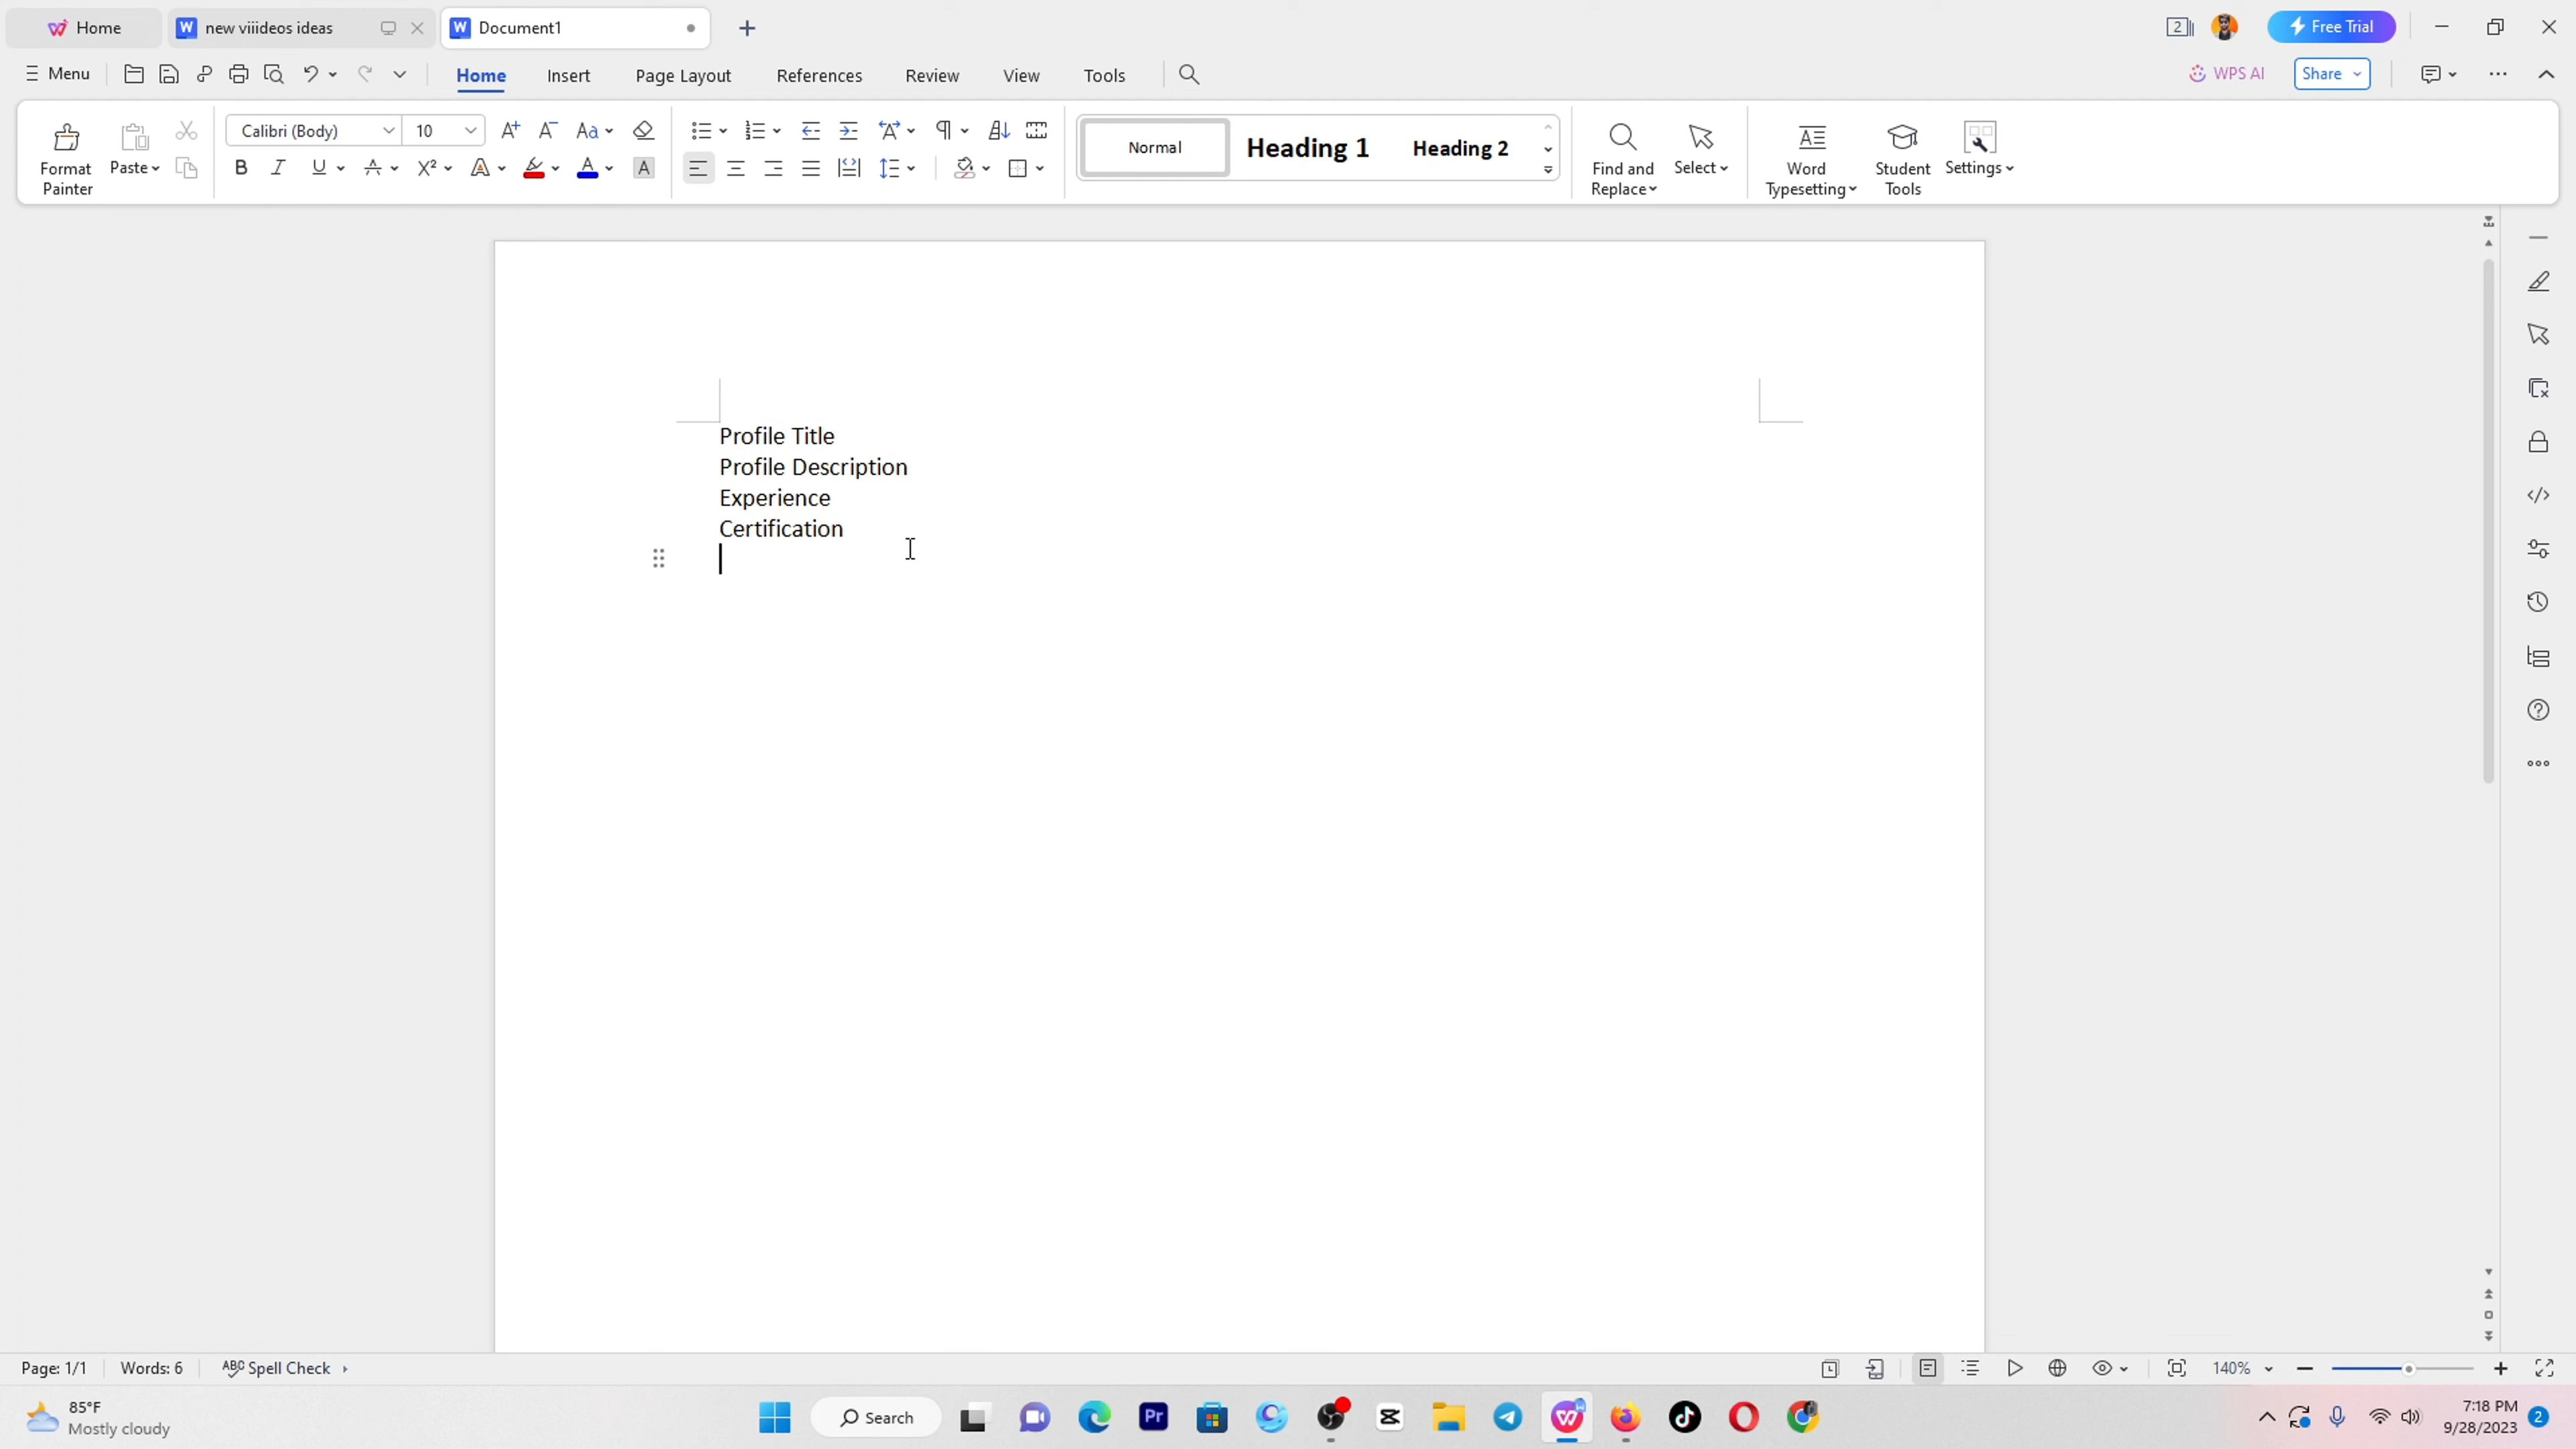 Home
new viiideos ideas
Document1
2
Free Trial
Menu
Home
Insert
Page Layout
References
Review
View
Tools
WPS AI
Share
Format
Painter
Paste
Calibri (Body)
10
Normal
Heading 1
Heading 2
Find and
Replace
Select
Word
Typesetting
Student
Tools
Settings
Profile Title
Profile Description
Experience
Certification
Page: 1/1
Words: 6
Spell Check
140%
85°F
Mostly cloudy
Search
Pr
7:18 PM
9/28/2023
2